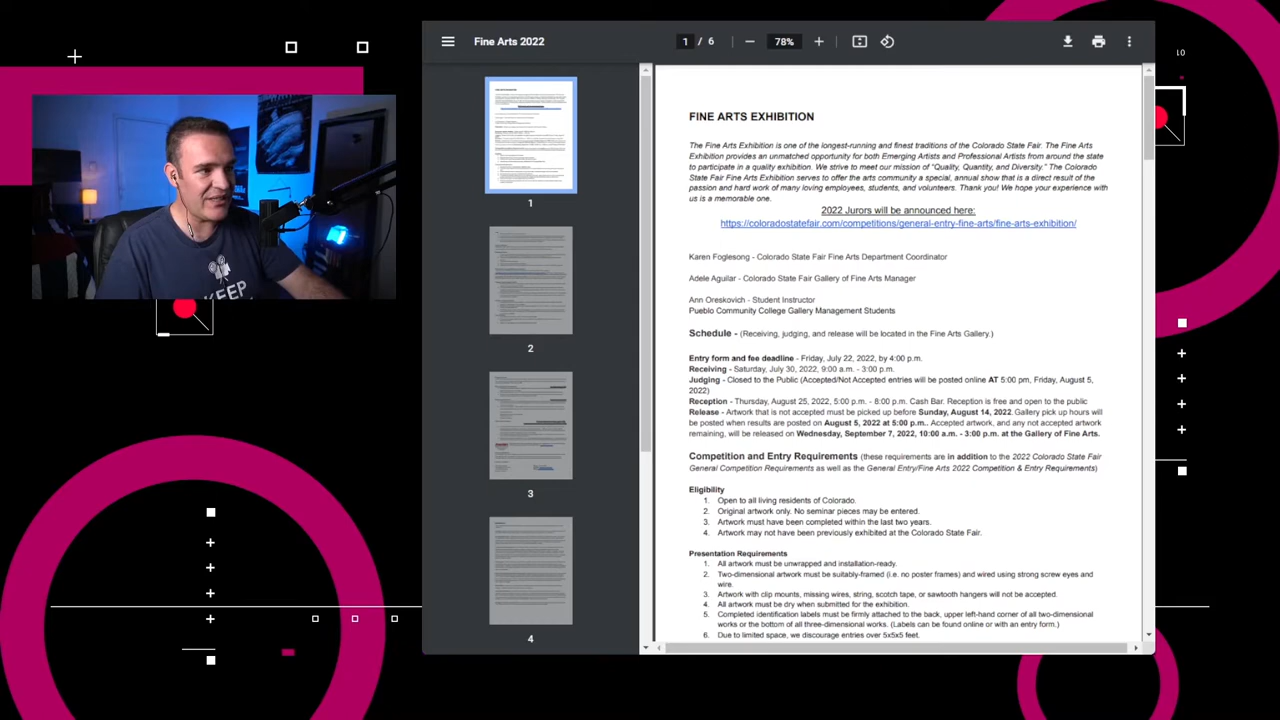 Fine Arts 2022
1 / 6
78%
1
2
3
4
FINE ARTS EXHIBITION
The Fine Arts Exhibition is one of the longest-running and finest traditions of the Colorado State Fair. The Fine Arts
Exhibition provides an unmatched opportunity for both Emerging Artists and Professional Artists from around the state
to participate in a quality exhibition. We strive to meet our mission of "Quality, Quantity, and Diversity." The Colorado
State Fair Fine Arts Exhibition serves to offer the arts community a special, annual show that is a direct result of the
passion and hard work of many loving employees, students, and volunteers. Thank you! We hope your experience with
us is a memorable one.
2022 Jurors will be announced here:
https://coloradostatefair.com/competitions/general-entry-fine-arts/fine-arts-exhibition/
Karen Foglesong - Colorado State Fair Fine Arts Department Coordinator
Adele Aguilar - Colorado State Fair Gallery of Fine Arts Manager
Ann Oreskovich - Student Instructor
Pueblo Community College Gallery Management Students
Schedule - (Receiving, judging, and release will be located in the Fine Arts Gallery.)
Entry form and fee deadline - Friday, July 22, 2022, by 4:00 p.m.
Receiving - Saturday, July 30, 2022, 9:00 a.m. - 3:00 p.m.
Judging - Closed to the Public (Accepted/Not Accepted entries will be posted online AT 5:00 pm, Friday, August 5,
2022)
Reception - Thursday, August 25, 2022, 5:00 p.m. - 8:00 p.m. Cash Bar. Reception is free and open to the public
Release - Artwork that is not accepted must be picked up before Sunday, August 14, 2022. Gallery pick up hours will
be posted when results are posted on August 5, 2022 at 5:00 p.m.. Accepted artwork, and any not accepted artwork
remaining, will be released on Wednesday, September 7, 2022, 10:00 a.m. - 3:00 p.m. at the Gallery of Fine Arts.
Competition and Entry Requirements (these requirements are in addition to the 2022 Colorado State Fair
General Competition Requirements as well as the General Entry/Fine Arts 2022 Competition & Entry Requirements)
Eligibility
1. Open to all living residents of Colorado.
2. Original artwork only. No seminar pieces may be entered.
3. Artwork must have been completed within the last two years.
4. Artwork may not have been previously exhibited at the Colorado State Fair.
Presentation Requirements
1. All artwork must be unwrapped and installation-ready.
2. Two-dimensional artwork must be suitably-framed (i.e. no poster frames) and wired using strong screw eyes and
wire.
3. Artwork with clip mounts, missing wires, string, scotch tape, or sawtooth hangers will not be accepted.
4. All artwork must be dry when submitted for the exhibition.
5. Completed identification labels must be firmly attached to the back, upper left-hand corner of all two-dimensional
works or the bottom of all three-dimensional works. (Labels can be found online or with an entry form.)
6. Due to limited space, we discourage entries over 5x5x5 feet.
10
KEEP